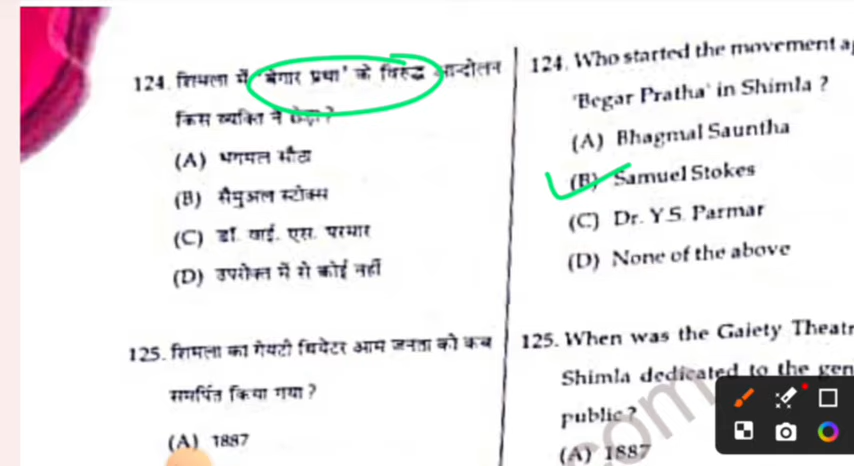 124. शिमला में 'बेगार प्रथा' के विरुद्ध आन्दोलन
किस व्यक्ति ने छेड़ा ?
(A) भगमल सौठा
(B) सैमुअल स्टोक्स
(C) डॉ. वाई. एस. परमार
(D) उपरोक्त में से कोई नहीं
125. शिमला का गेयटी थियेटर आम जनता को कब
समर्पित किया गया ?
(A) 1887
124. Who started the movement
'Begar Pratha' in Shimla ?
(A) Bhagmal Sauntha
(B) Samuel Stokes
(C) Dr. Y.S. Parmar
(D) None of the above
125. When was the Gaiety Theatr
Shimla dedicated to the gen
public ?
(A) 1887
com